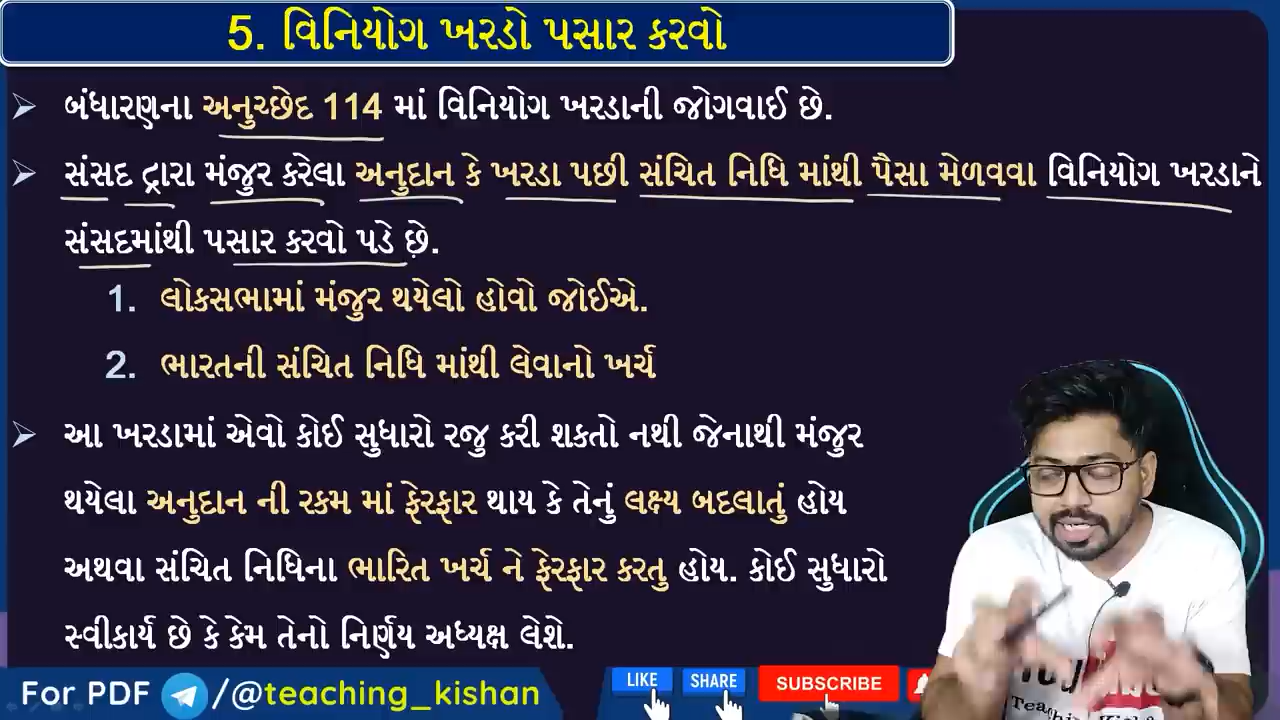 5. વિનિયોગ ખરડો પસાર કરવો
બંધારણના અનુચ્છેદ 114 માં વિનિયોગ ખરડાની જોગવાઈ છે.
સંસદ દ્રારા મંજુર કરેલા અનુદાન કે ખરડા પછી સંચિત નિધિ માંથી પૈસા મેળવવા વિનિયોગ ખરડાને
સંસદમાંથી પસાર કરવો પડે છે.
1. લોકસભામાં મંજુર થયેલો હોવો જોઈએ.
2. ભારતની સંચિત નિધિ માંથી લેવાનો ખર્ચ
આ ખરડામાં એવો કોઈ સુધારો રજુ કરી શકતો નથી જેનાથી મંજુર
થયેલા અનુદાન ની રકમ માં ફેરફાર થાય કે તેનું લક્ષ્ય બદલાતું હોય
અથવા સંચિત નિધિના ભારિત ખર્ચ ને ફેરફાર કરતુ હોય. કોઈ સુધારો
સ્વીકાર્ય છે કે કેમ તેનો નિર્ણય અધ્યક્ષ લેશે.
For PDF /@teaching_kishan
LIKE SHARE SUBSCRIBE